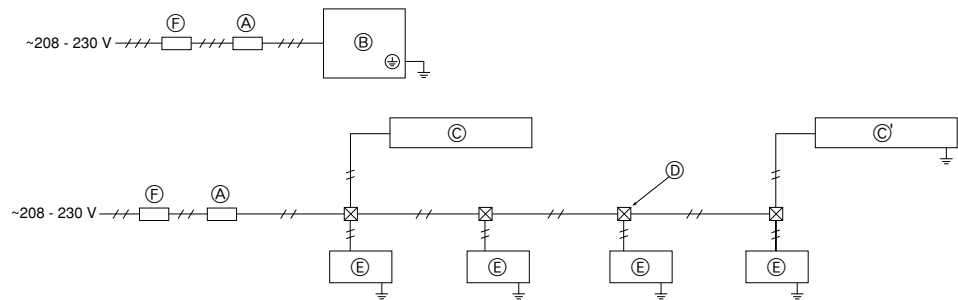 Ⓕ Ⓐ
~208 - 230 V
Ⓑ
Ⓒ Ⓒ'
Ⓓ
Ⓕ Ⓐ
~208 - 230 V
Ⓔ Ⓔ Ⓔ Ⓔ